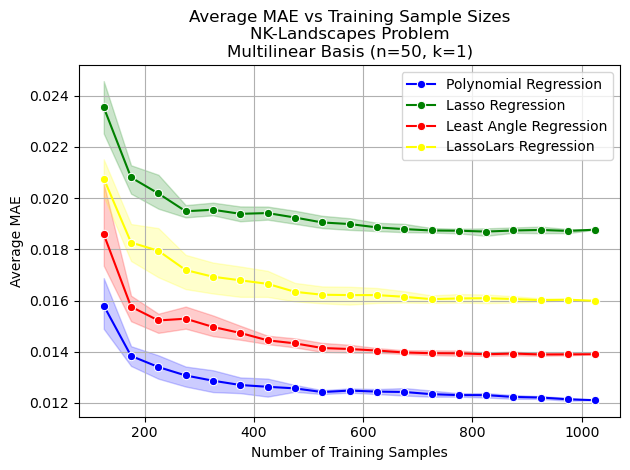 Average MAE vs Training Sample Sizes
NK-Landscapes Problem
Multilinear Basis (n=50, k=1)
Polynomial Regression
Lasso Regression
Least Angle Regression
LassoLars Regression
Average MAE
0.024
0.022
0.020
0.018
0.016
0.014
0.012
200 400 600 800 1000
Number of Training Samples